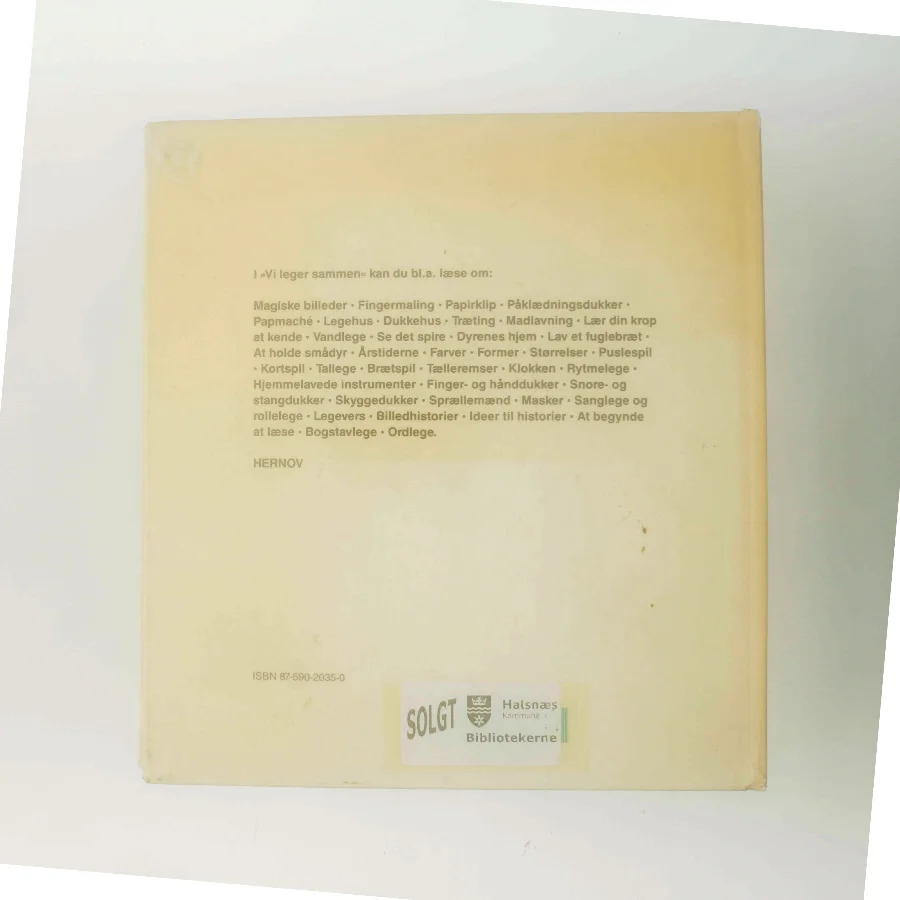 I »Vi leger sammen« kan du bl.a. læse om:
Magiske billeder · Fingermaling · Papirklip · Påklædningsdukker ·
Papmaché · Legehus · Dukkehus · Træting · Madlavning · Lær din krop
at kende · Vandlege · Se det spire · Dyrenes hjem · Lav et fuglebræt ·
At holde smådyr · Årstiderne · Farver · Former · Størrelser · Puslespil
· Kortspil · Tallege · Brætspil · Tælleremser · Klokken · Rytmelege ·
Hjemmelavede instrumenter · Finger- og hånddukker · Snore- og
stangdukker · Skyggedukker · Sprællemænd · Masker · Sanglege og
rollelege · Legevers · Billedhistorier · Ideer til historier · At begynde
at læse · Bogstavlege · Ordlege.
HERNOV
ISBN 87-590-2035-0
SOLGT
Halsnæs
Kommune
Bibliotekerne